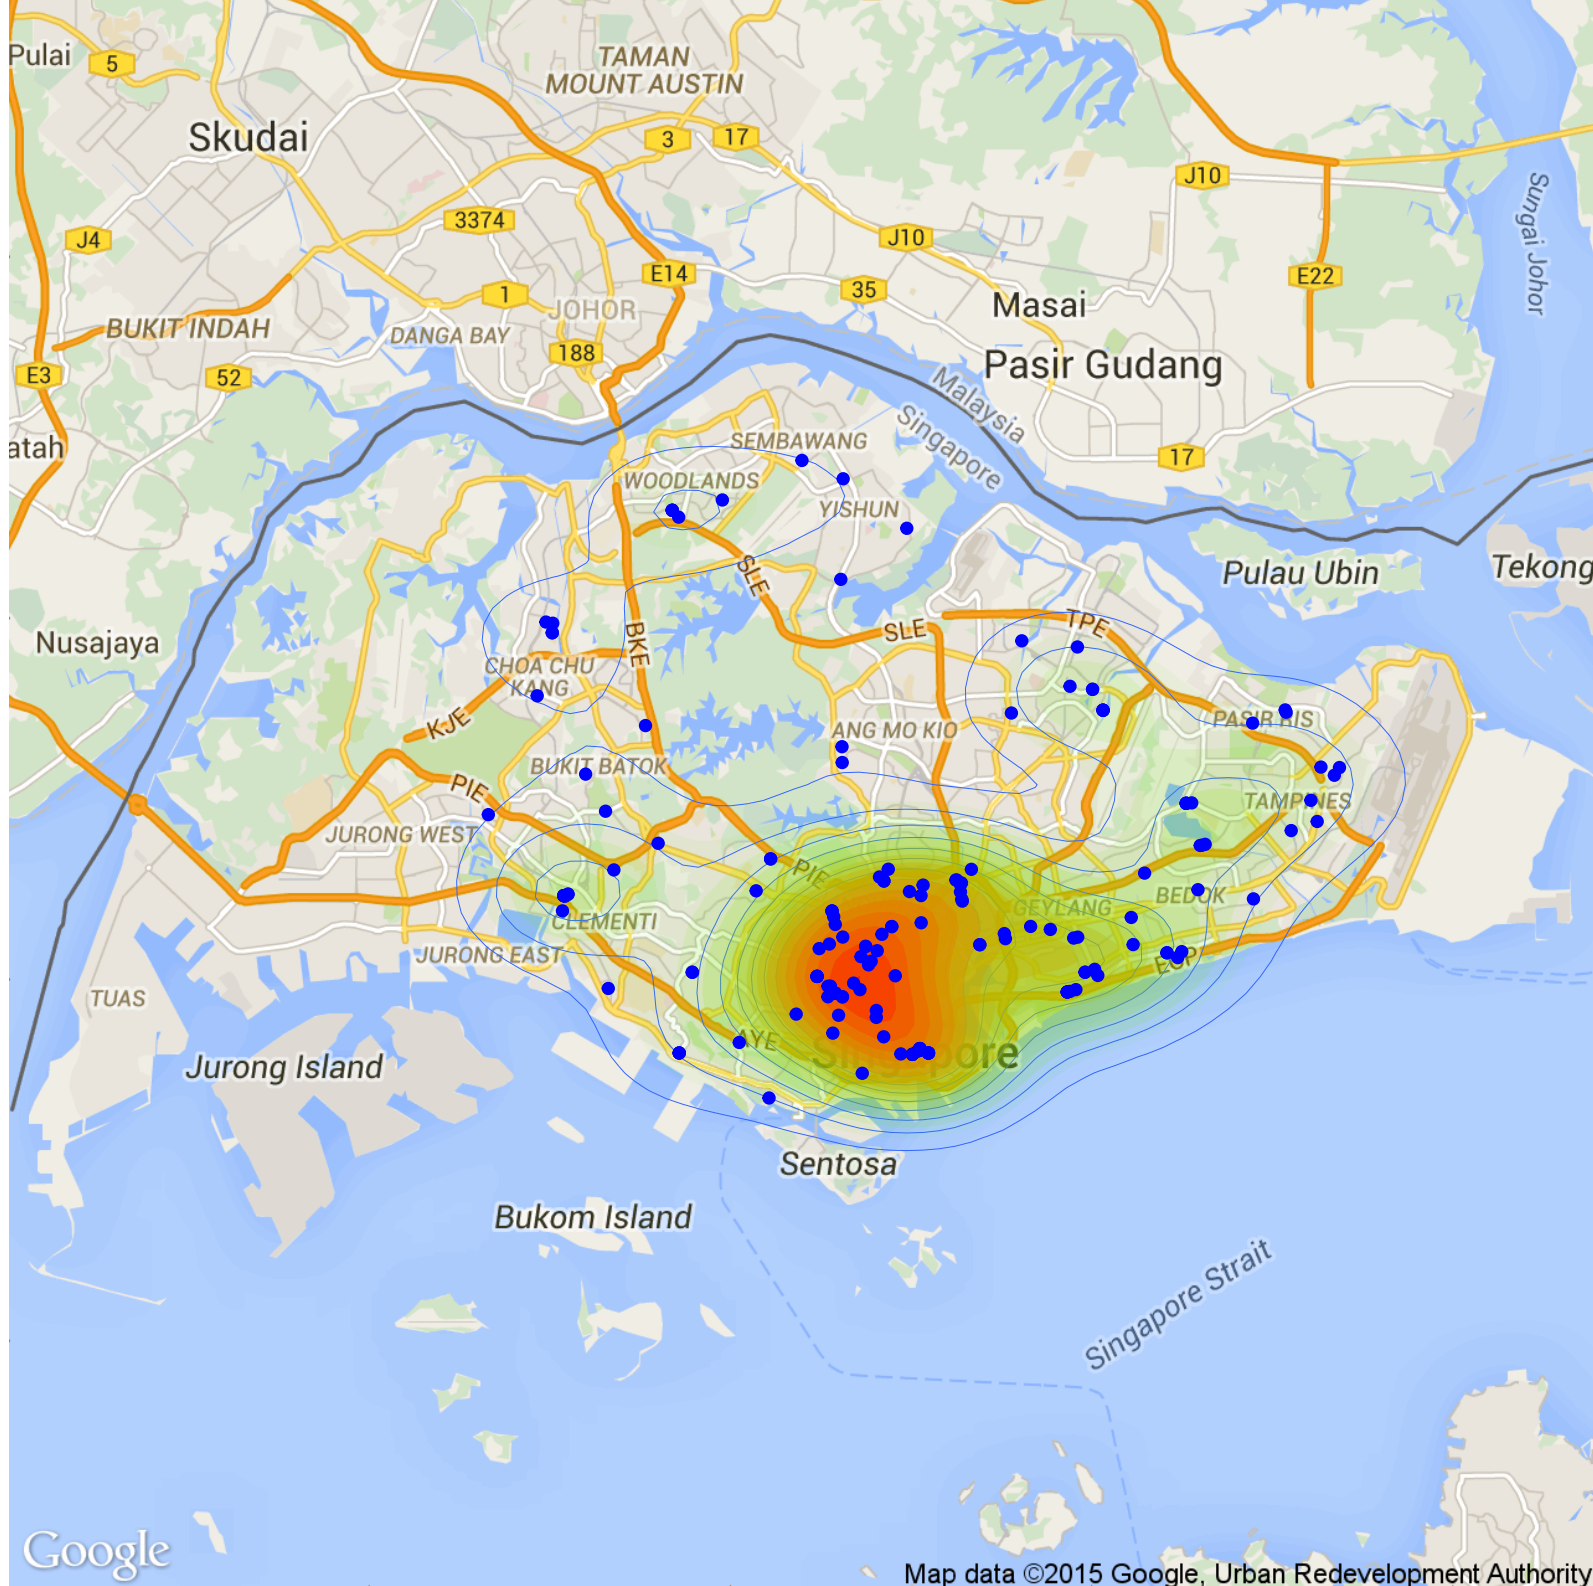 Pulai
5
TAMAN
MOUNT AUSTIN
Skudai
3
17
J10
3374
J4
J10
Sungai Johor
E14
E22
35
1
JOHOR
Masai
BUKIT INDAH
DANGA BAY
188
Pasir Gudang
E3
52
Malaysia
Singapore
SEMBAWANG
atah
17
WOODLANDS
YISHUN
SLE
Pulau Ubin
Tekong
TPE
SLE
BKE
Nusajaya
CHOA CHU
KANG
KJE
ANG MO KIO
PASIR RIS
BUKIT BATOK
PIE
TAMPINES
JURONG WEST
PIE
BEDOK
GEYLANG
CLEMENTI
JURONG EAST
ECP
TUAS
AYE
Singapore
Jurong Island
Sentosa
Bukom Island
Singapore Strait
Google
Map data ©2015 Google, Urban Redevelopment Authority